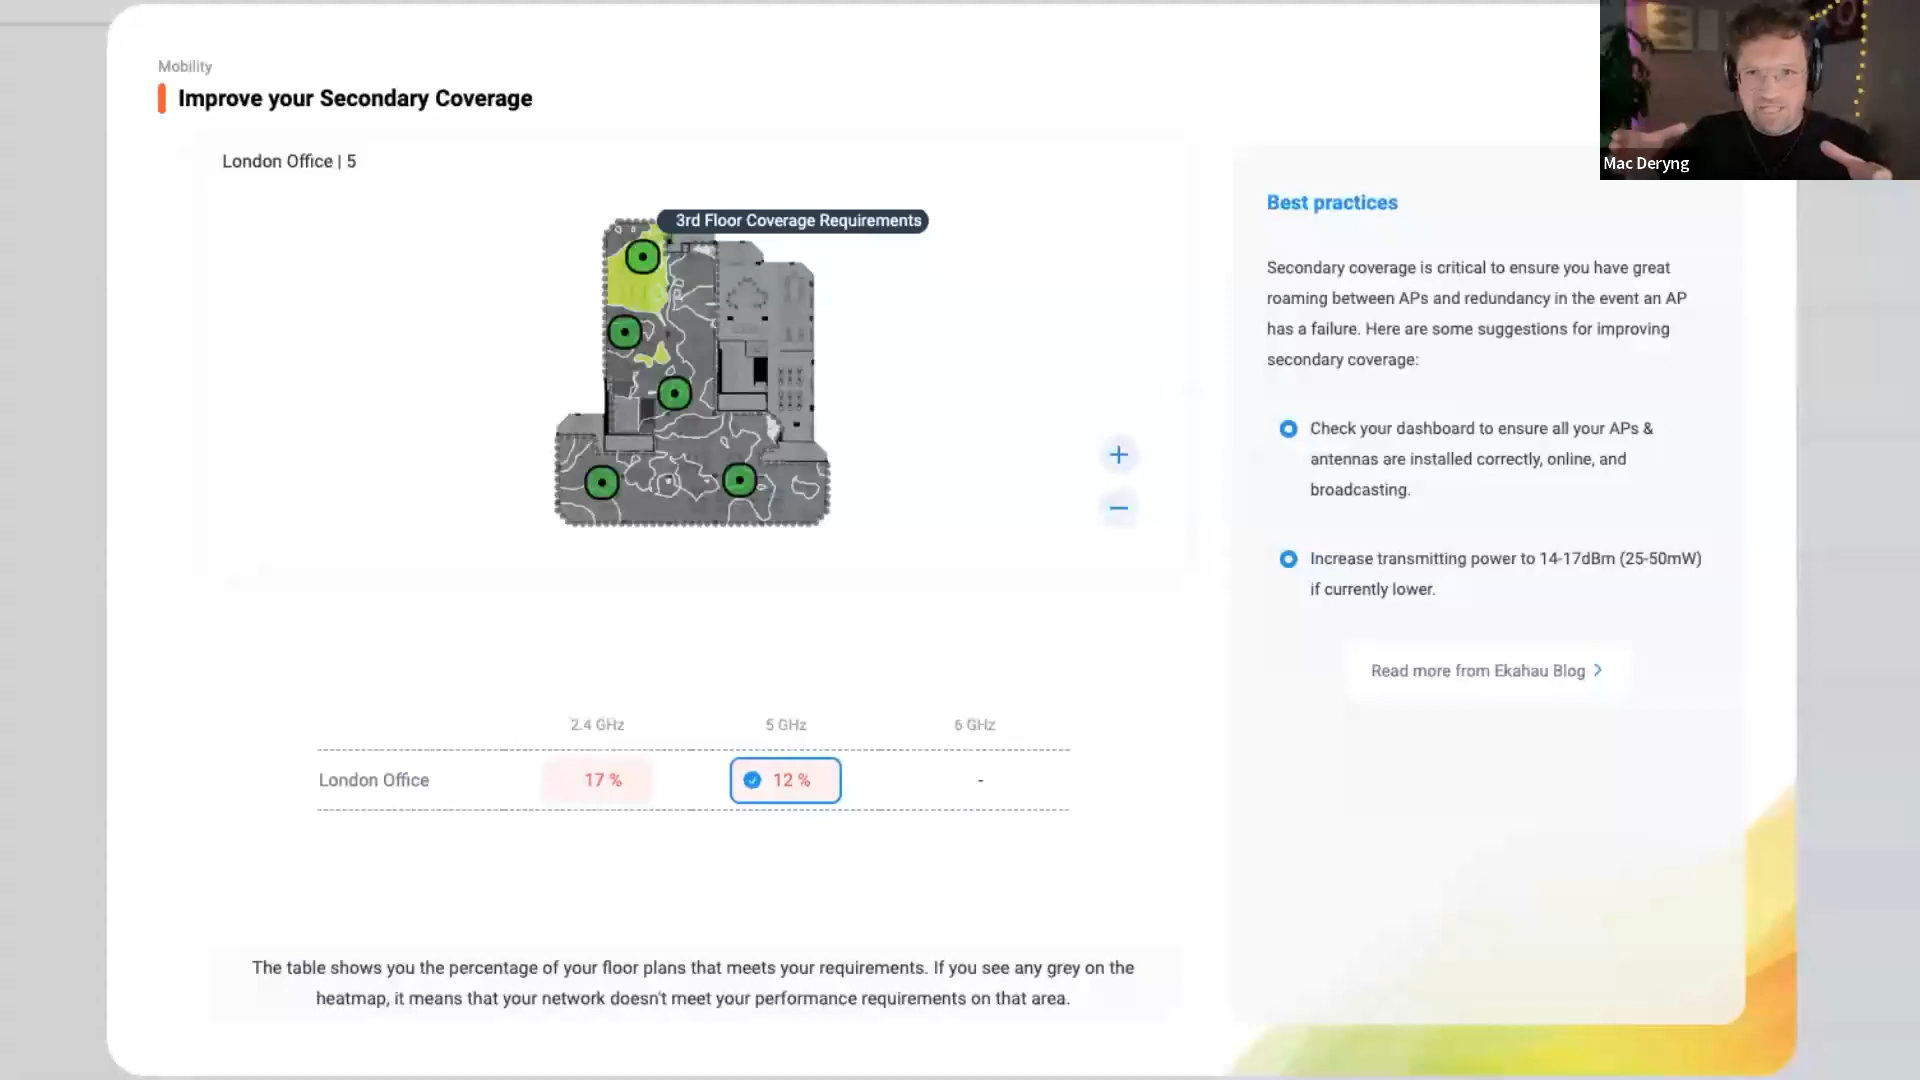 Mobility
Improve your Secondary Coverage
London Office | 5
3rd Floor Coverage Requirements
2.4 GHz 5 GHz 6 GHz
London Office 17 % 12 % -
The table shows you the percentage of your floor plans that meets your requirements. If you see any grey on the
heatmap, it means that your network doesn't meet your performance requirements on that area.
Mac Deryng
Best practices
Secondary coverage is critical to ensure you have great
roaming between APs and redundancy in the event an AP
has a failure. Here are some suggestions for improving
secondary coverage:
Check your dashboard to ensure all your APs &
antennas are installed correctly, online, and
broadcasting.
Increase transmitting power to 14-17dBm (25-50mW)
if currently lower.
Read more from Ekahau Blog